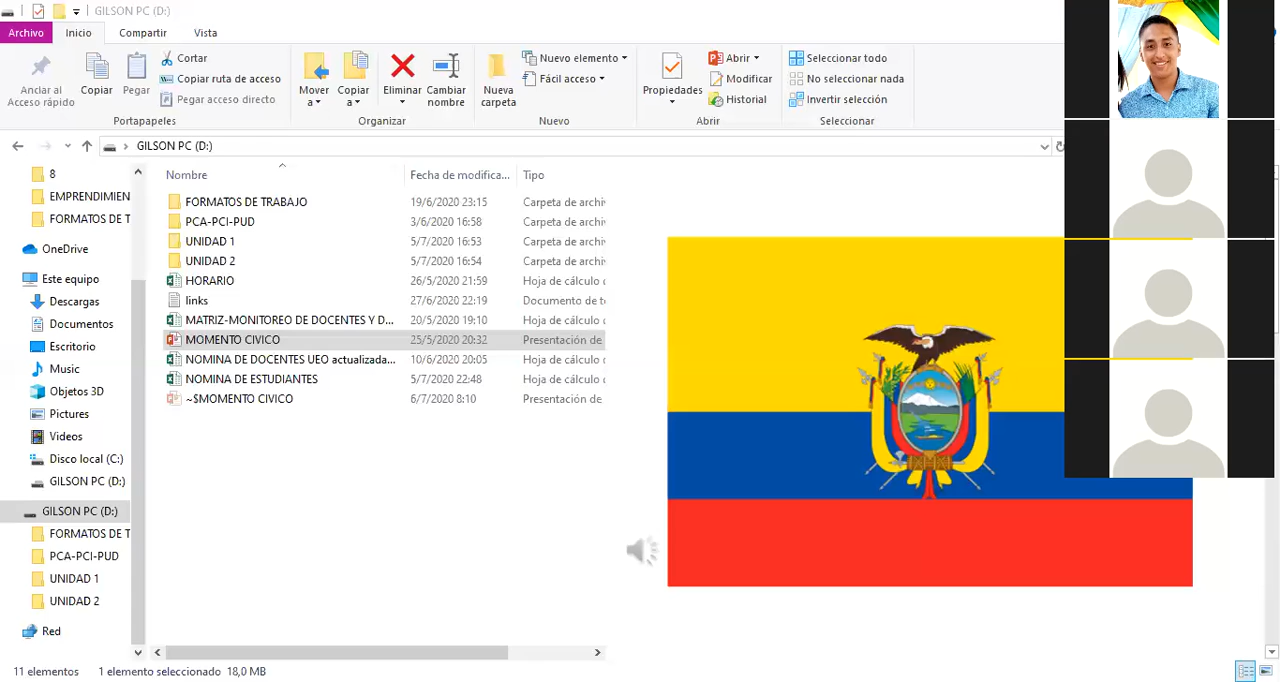 GILSON PC (D:)
Archivo Inicio Compartir Vista
Anclar al Acceso rápido
Copiar
Pegar
Cortar
Copiar ruta de acceso
Pegar acceso directo
Portapapeles
Mover a
Copiar a
Eliminar
Cambiar nombre
Organizar
Nueva carpeta
Nuevo elemento
Fácil acceso
Nuevo
Propiedades
Abrir
Modificar
Historial
Abrir
Seleccionar todo
No seleccionar nada
Invertir selección
Seleccionar
GILSON PC (D:)
8
EMPRENDIMIEN
FORMATOS DE T
OneDrive
Este equipo
Descargas
Documentos
Escritorio
Music
Objetos 3D
Pictures
Videos
Disco local (C:)
GILSON PC (D:)
GILSON PC (D:)
FORMATOS DE T
PCA-PCI-PUD
UNIDAD 1
UNIDAD 2
Red
Nombre Fecha de modifica... Tipo
FORMATOS DE TRABAJO 19/6/2020 23:15 Carpeta de archi
PCA-PCI-PUD 3/6/2020 16:58 Carpeta de archi
UNIDAD 1 5/7/2020 16:53 Carpeta de archi
UNIDAD 2 5/7/2020 16:54 Carpeta de archi
HORARIO 26/5/2020 21:59 Hoja de cálculo
links 27/6/2020 22:19 Documento de te
MATRIZ-MONITOREO DE DOCENTES Y D... 20/5/2020 19:10 Hoja de cálculo
MOMENTO CIVICO 25/5/2020 20:32 Presentación de
NOMINA DE DOCENTES UEO actualizada... 10/6/2020 20:05 Hoja de cálculo
NOMINA DE ESTUDIANTES 5/7/2020 22:48 Hoja de cálculo
~$MOMENTO CIVICO 6/7/2020 8:10 Presentación de
11 elementos 1 elemento seleccionado 18,0 MB